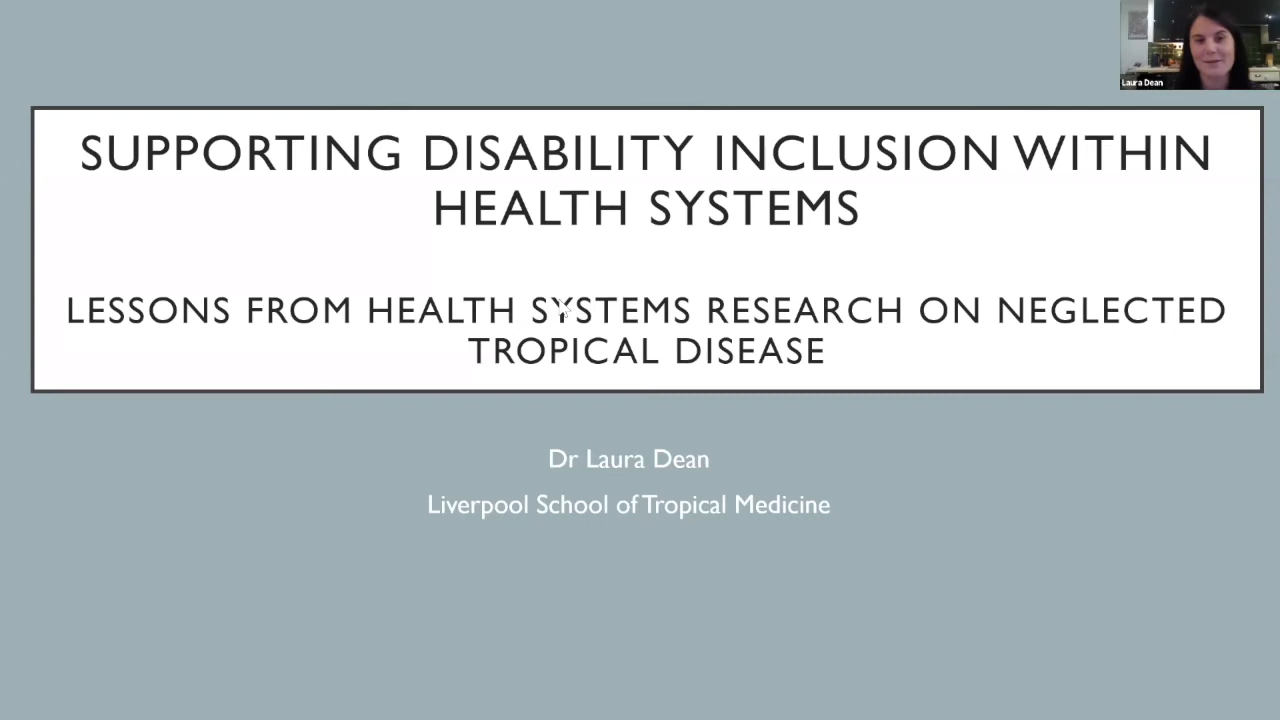 Laura Dean
SUPPORTING DISABILITY INCLUSION WITHIN
HEALTH SYSTEMS
LESSONS FROM HEALTH SYSTEMS RESEARCH ON NEGLECTED
TROPICAL DISEASE
Dr Laura Dean
Liverpool School of Tropical Medicine